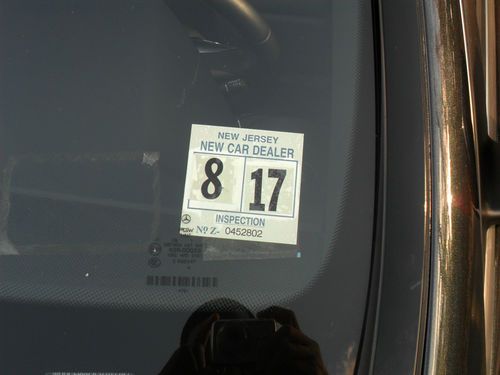 NEW JERSEY
NEW CAR DEALER
8 17
INSPECTION
Nº Z- 0452802